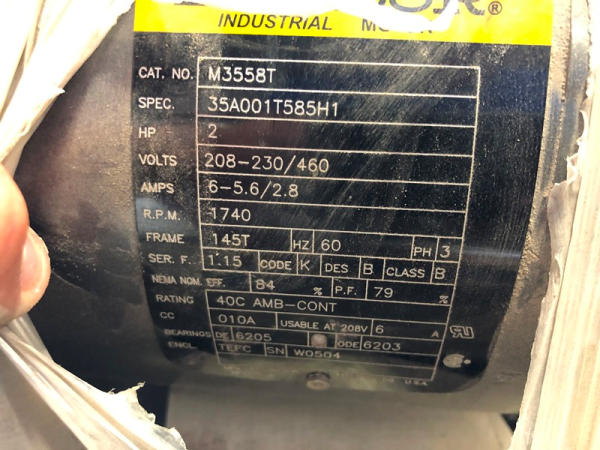 INDUSTRIAL MOTOR
CAT. NO. M3558T
SPEC. 35A001T585H1
HP 2
VOLTS 208-230/460
AMPS 6-5.6/2.8
R.P.M. 1740
FRAME 145T HZ 60 PH 3
SER. F. 1.15 CODE K DES B CLASS B
NEMA NOM. EFF. 84 % P.F. 79 %
RATING 40C AMB-CONT
CC 010A USABLE AT 208V 6 A
BEARINGS DE 6205 ODE 6203
ENCL. TEFC SN W0504
USA